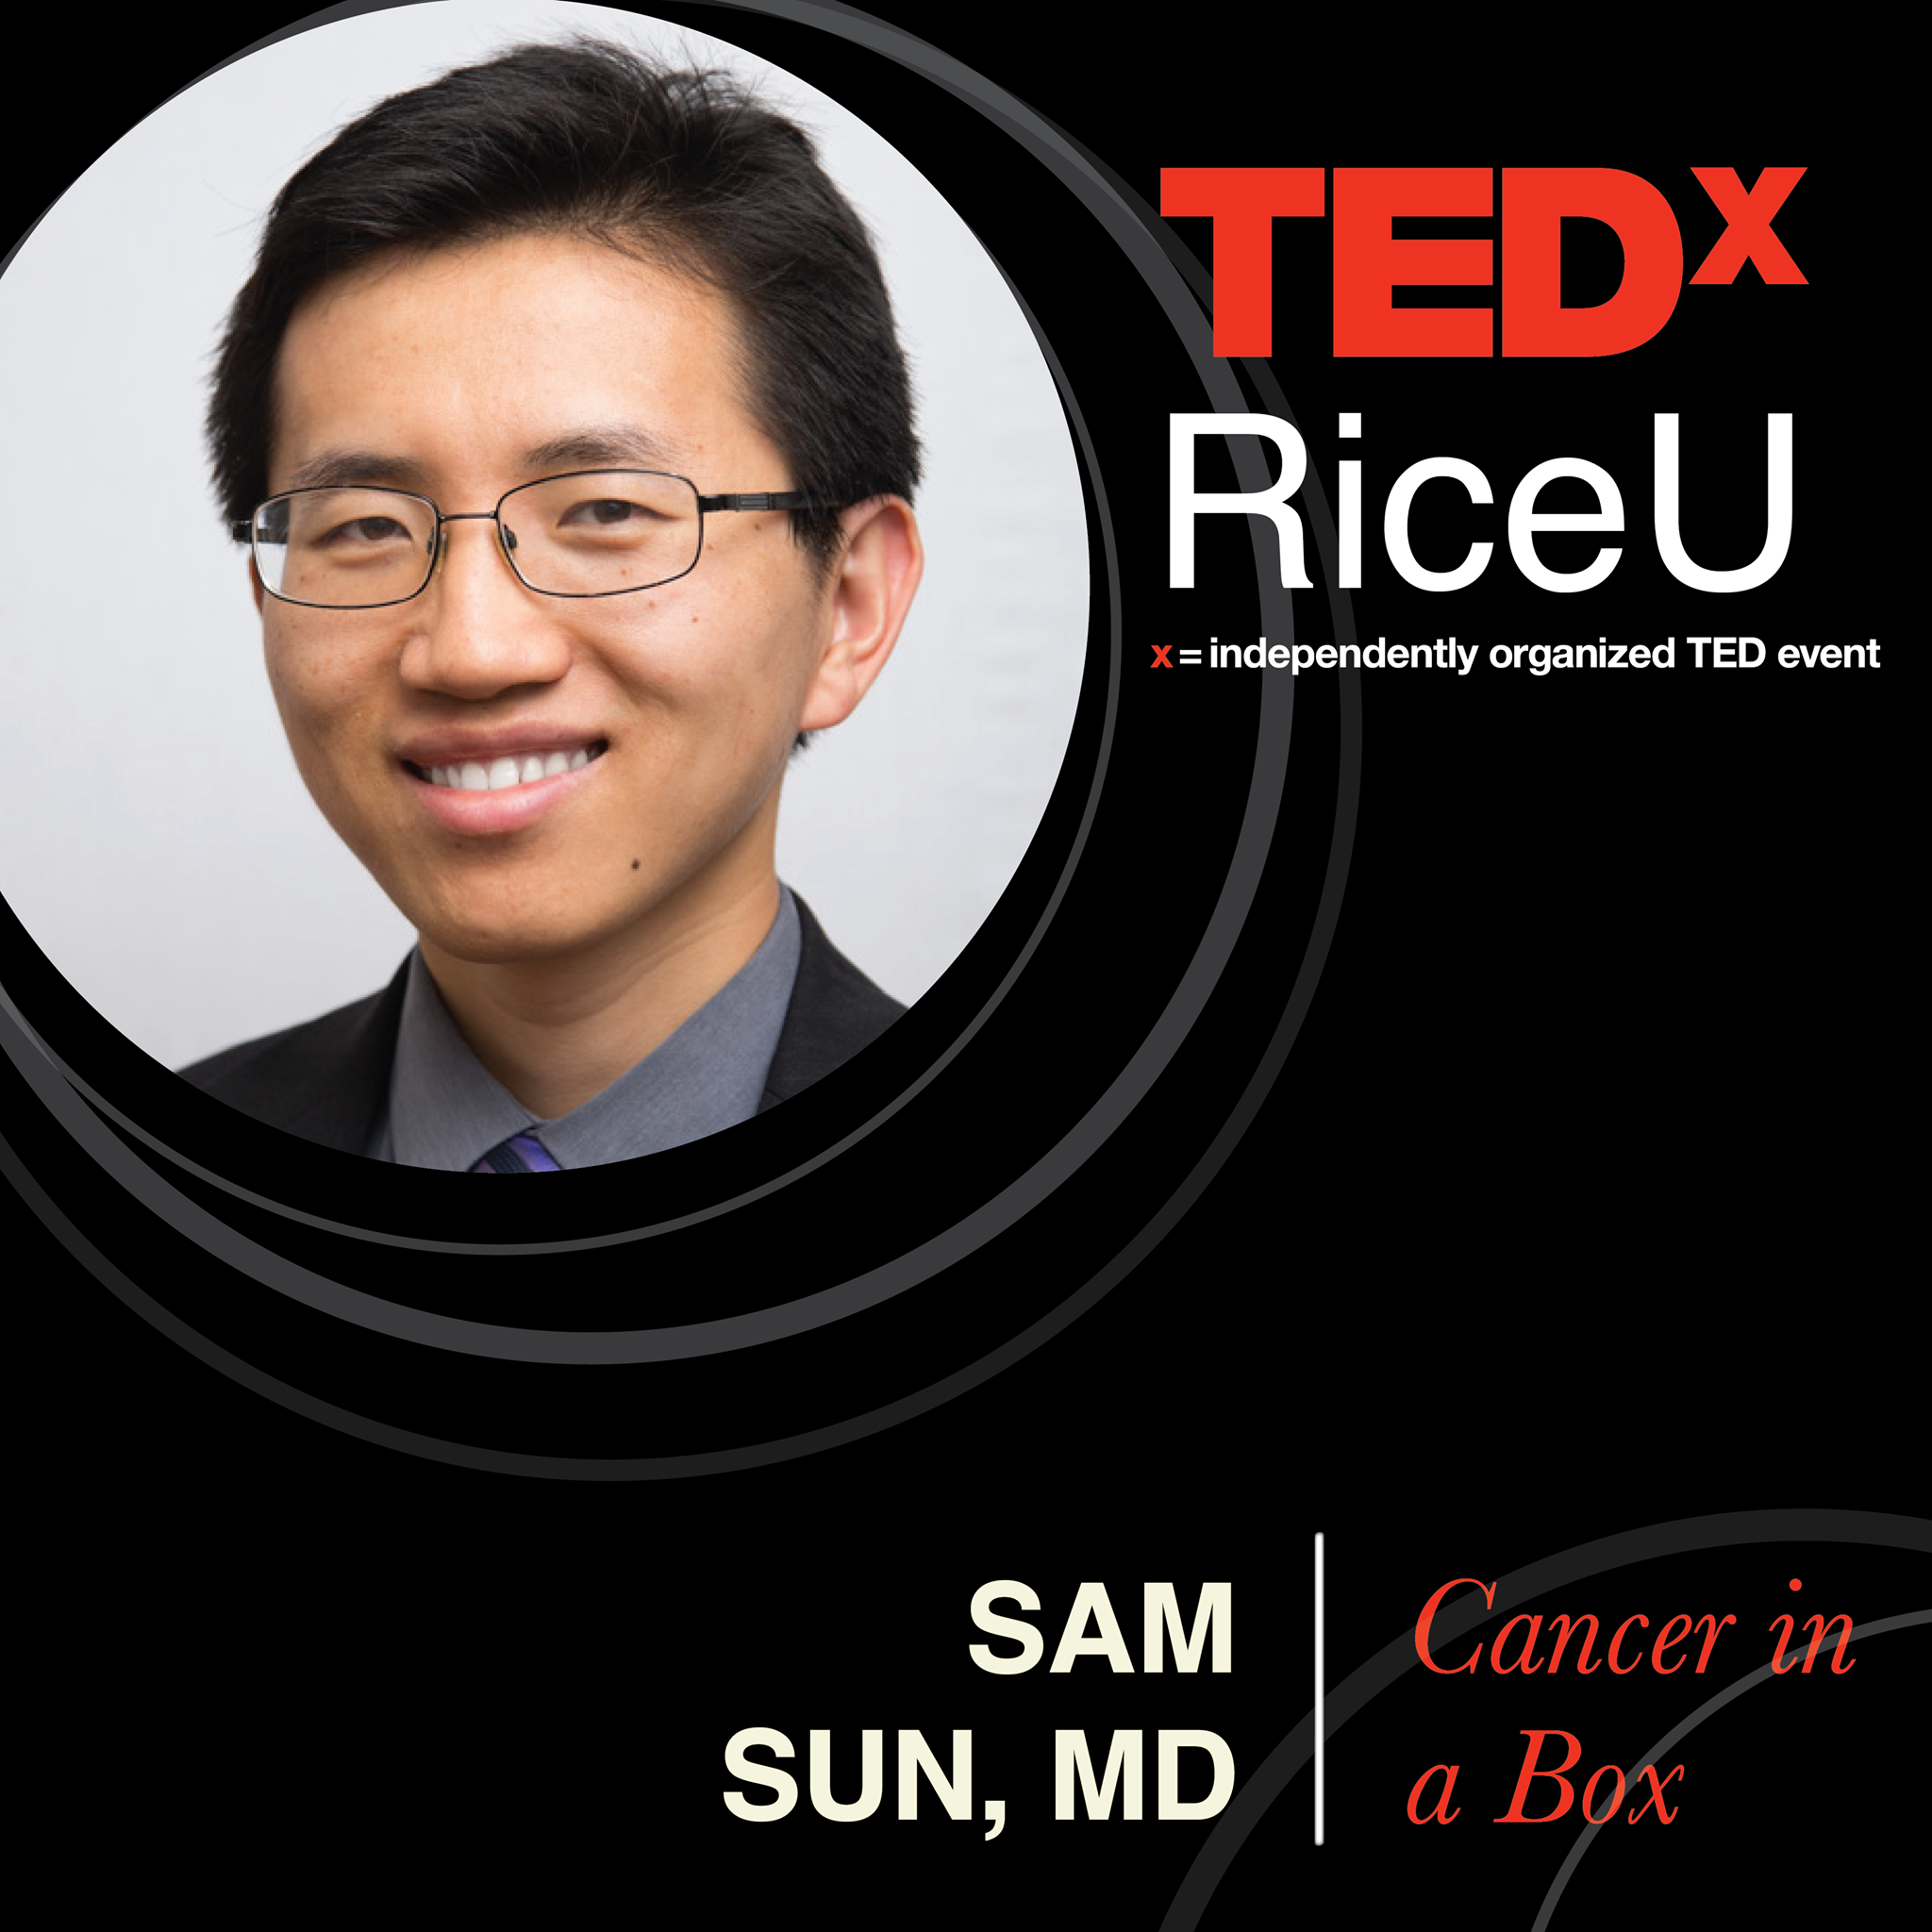 TEDx
RiceU
x = independently organized TED event
SAM
SUN, MD
Cancer in
a Box